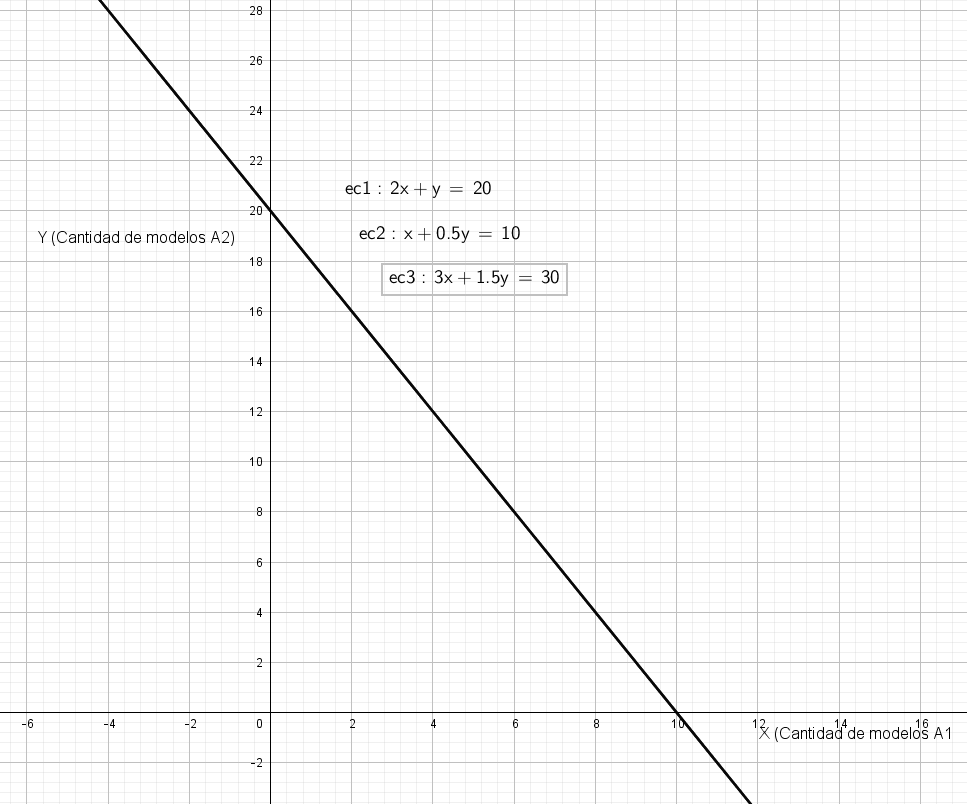 28
26
24
22
ec1 : 2x + y = 20
20
ec2 : x + 0.5y = 10
Y (Cantidad de modelos A2)
18
ec3 : 3x + 1.5y = 30
16
14
12
10
8
6
4
2
-6 -4 -2 0 2 4 6 8 10 12 14 16
X (Cantidad de modelos A1
-2